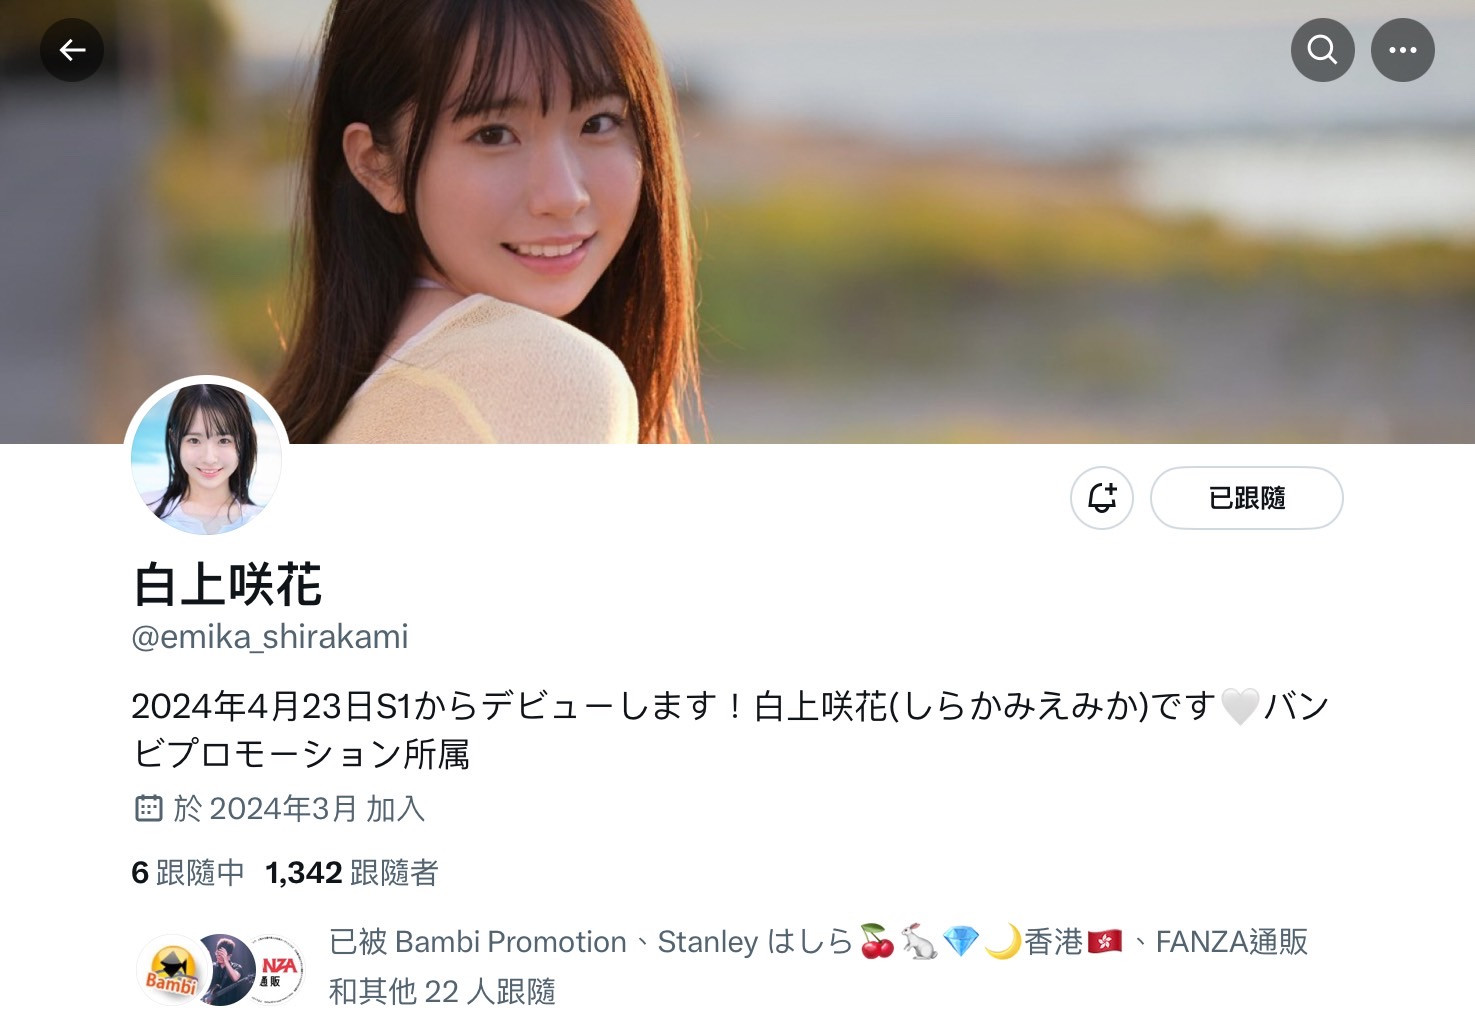 已跟隨
白上咲花
@emika_shirakami
2024年4月23日S1からデビューします！白上咲花(しらかみえみか)です🤍バン
ビプロモーション所属
於 2024年3月 加入
6 跟隨中 1,342 跟隨者
已被 Bambi Promotion、Stanley はしら🍒🐇💎🌙香港🇭🇰、FANZA通販
和其他 22 人跟隨
Bambi
NZA
通販